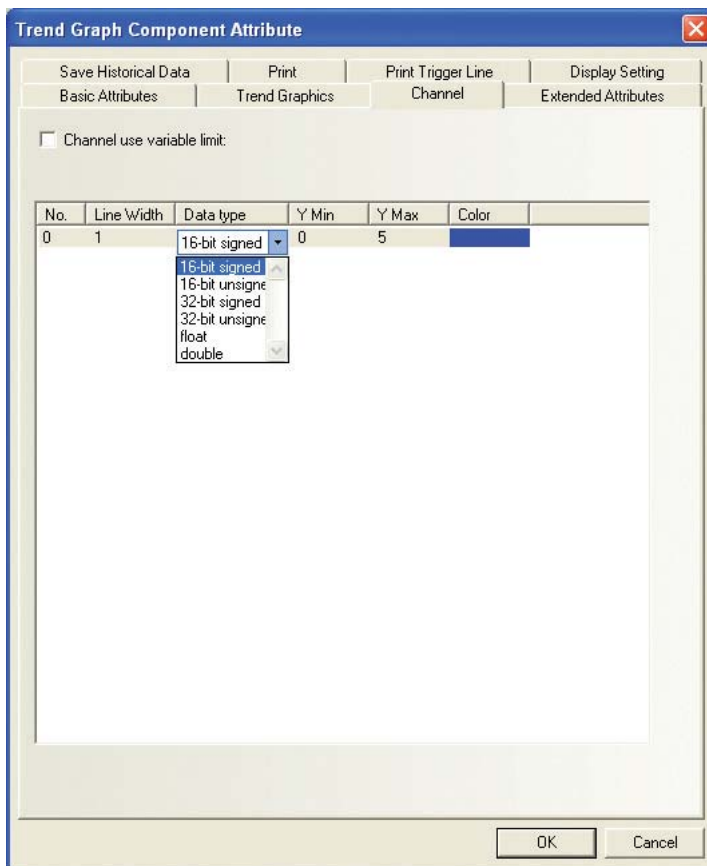 Trend Graph Component Attribute
Save Historical Data Print Print Trigger Line Display Setting
Basic Attributes Trend Graphics Channel Extended Attributes
Channel use variable limit:
No. Line Width Data type Y Min Y Max Color
0 1 16-bit signed 0 5
16-bit signed
16-bit unsigne
32-bit signed
32-bit unsigne
float
double
OK Cancel